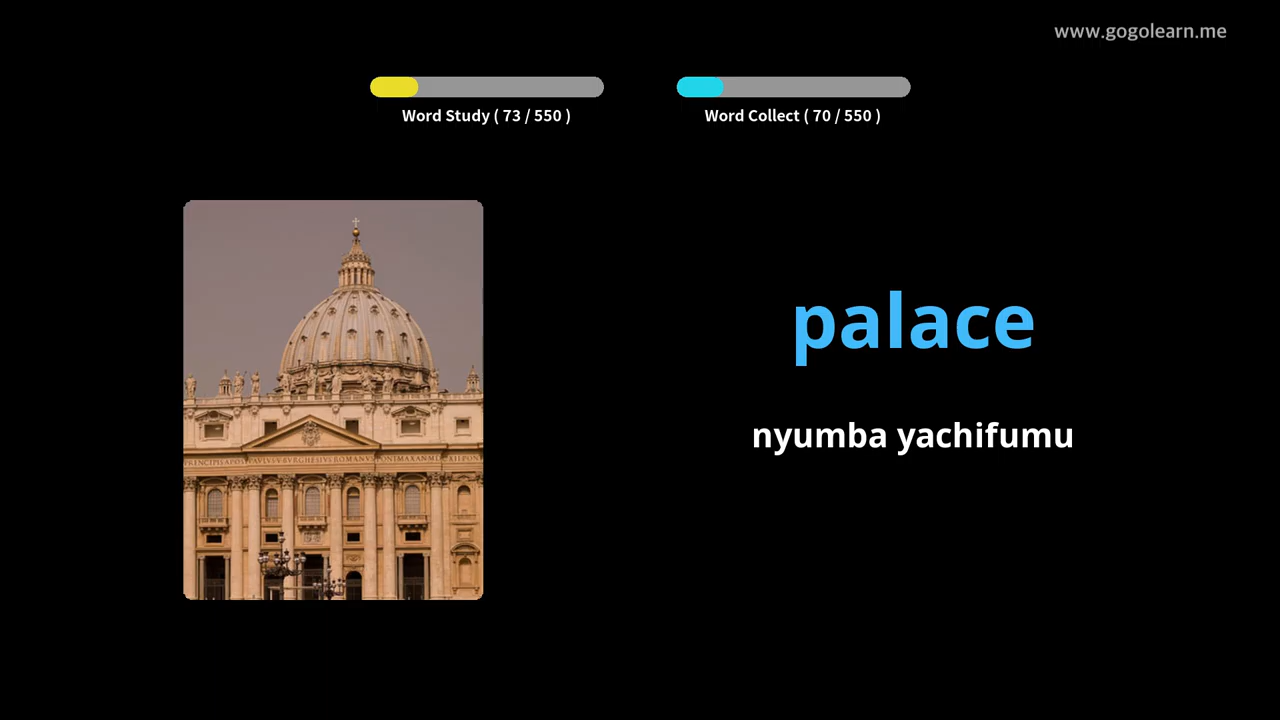 www.gogolearn.me
Word Study ( 73 / 550 )
Word Collect ( 70 / 550 )
palace
nyumba yachifumu